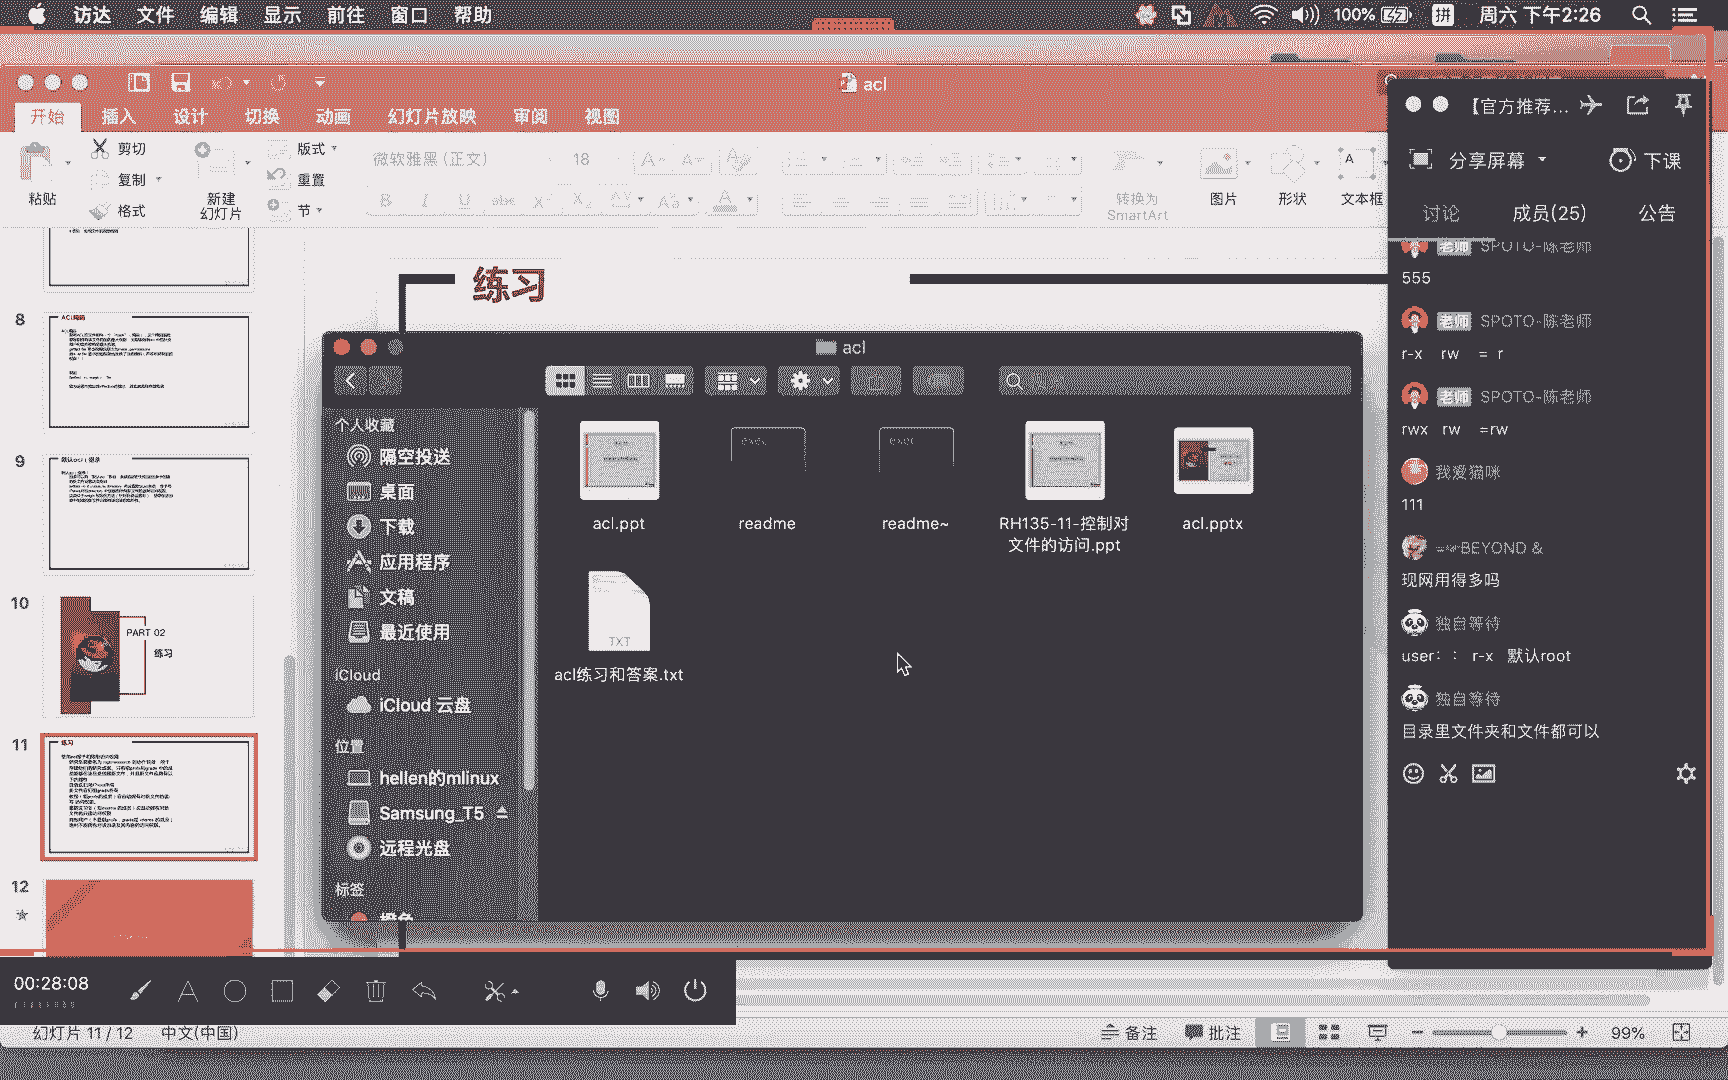 访达 文件 编辑 显示 前往 窗口 帮助
100% 拼 周六 下午2:26
acl
开始 插入 设计 切换 动画 幻灯片放映 审阅 视图
粘贴 剪切 复制 格式
新建
幻灯片
版式
重置
节
微软雅黑 (正文) 18
转换为
SmartArt
图片 形状 文本框
8
9
10
PART 02
练习
11
练习
12
练习
acl
个人收藏
隔空投送
桌面
下载
应用程序
文稿
最近使用
iCloud
iCloud 云盘
位置
hellen的mlinux
Samsung_T5
远程光盘
标签
橙色
acl.ppt
exec
readme
exec
readme~
RH135-11-控制对
文件的访问.ppt
acl.pptx
TXT
acl练习和答案.txt
【官方推荐...
分享屏幕 下课
讨论 成员(25) 公告
老师 SPOTO-陈老师
555
老师 SPOTO-陈老师
r-x rw = r
老师 SPOTO-陈老师
rwx rw =rw
我爱猫咪
111
BEYOND &
现网用得多吗
独自等待
user：： r-x 默认root
独自等待
目录里文件夹和文件都可以
00:28:08
幻灯片 11 / 12 中文(中国)
备注 批注 99%